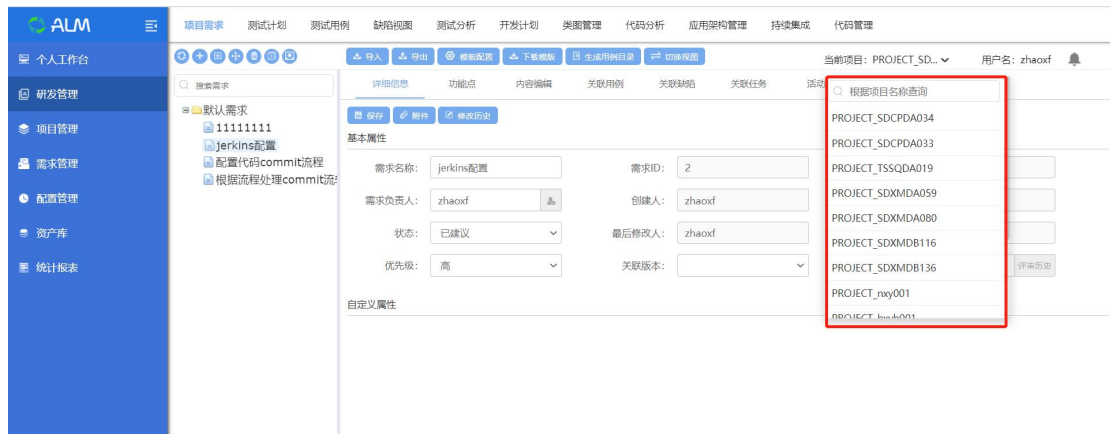 ALM
项目需求 测试计划 测试用例 缺陷视图 测试分析 开发计划 类图管理 代码分析 应用架构管理 持续集成 代码管理
个人工作台
研发管理
项目管理
需求管理
配置管理
资产库
统计报表
搜索需求
默认需求
11111111
jerkins配置
配置代码commit流程
根据流程处理commit流
导入 导出 模板配置 下载模版 生成用例目录 切换视图
当前项目: PROJECT_SD... 用户名: zhaoxf
详细信息 功能点 内容编辑 关联用例 关联缺陷 关联任务 活动
保存 附件 修改历史
基本属性
需求名称: jerkins配置 需求ID: 2
需求负责人: zhaoxf 创建人: zhaoxf
状态: 已建议 最后修改人: zhaoxf
优先级: 高 关联版本: 评审历史
自定义属性
根据项目名称查询
PROJECT_SDCPDA034
PROJECT_SDCPDA033
PROJECT_TSSQDA019
PROJECT_SDXMDA059
PROJECT_SDXMDA080
PROJECT_SDXMDB116
PROJECT_SDXMDB136
PROJECT_nxy001